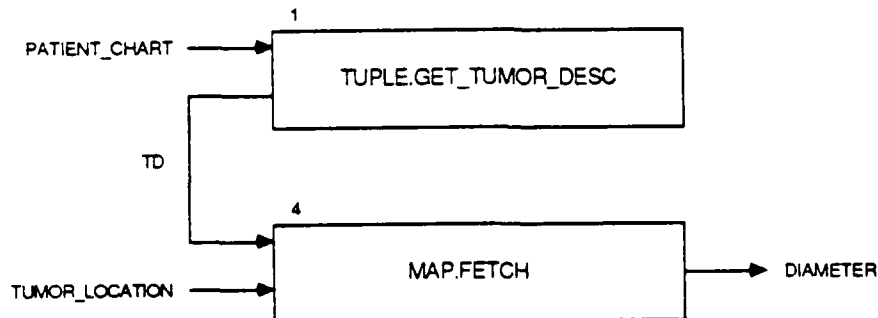 1
PATIENT_CHART
TUPLE.GET_TUMOR_DESC
TD
4
MAP.FETCH
DIAMETER
TUMOR_LOCATION